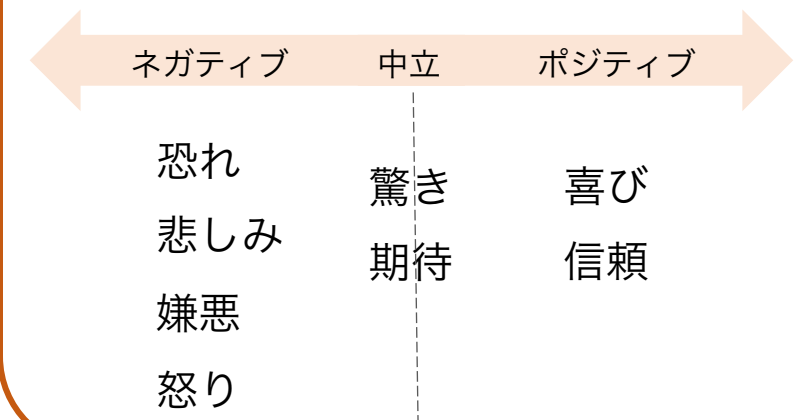 ネガティブ 中立 ポジティブ
恐れ
悲しみ
嫌悪
怒り
驚き
期待
喜び
信頼